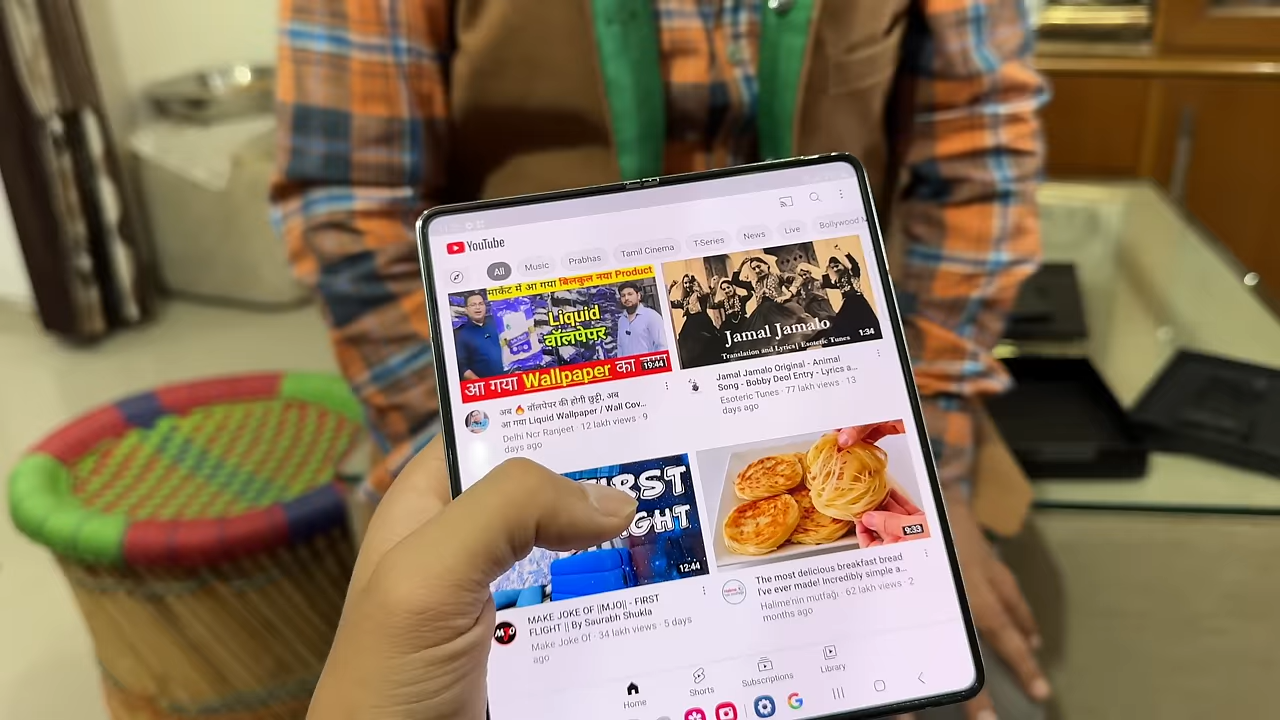 YouTube
All
Music
Prabhas
Tamil Cinema
T-Series
News
Live
Bollywood
मार्केट में आ गया बिलकुल नया Product
Liquid
वॉलपेपर
आ गया Wallpaper का
19:44
अब 🔥 वॉलपेपर की होगी छुट्टी, अब
आ गया Liquid Wallpaper / Wall Cov...
Delhi Ncr Ranjeet · 12 lakh views · 9
days ago
Jamal Jamalo
Translation and Lyrics| Esoteric Tunes
1:34
Jamal Jamalo Original - Animal
Song - Bobby Deol Entry - Lyrics a...
Esoteric Tunes · 77 lakh views · 13
days ago
12:44
MJO
MAKE JOKE OF ||MJO|| - FIRST
FLIGHT || By Saurabh Shukla
Make Joke Of · 34 lakh views · 5 days
ago
9:33
The most delicious breakfast bread
I've ever made! Incredibly simple a...
Halime'nin mutfağı · 62 lakh views · 2
months ago
Home
Shorts
Subscriptions
Library